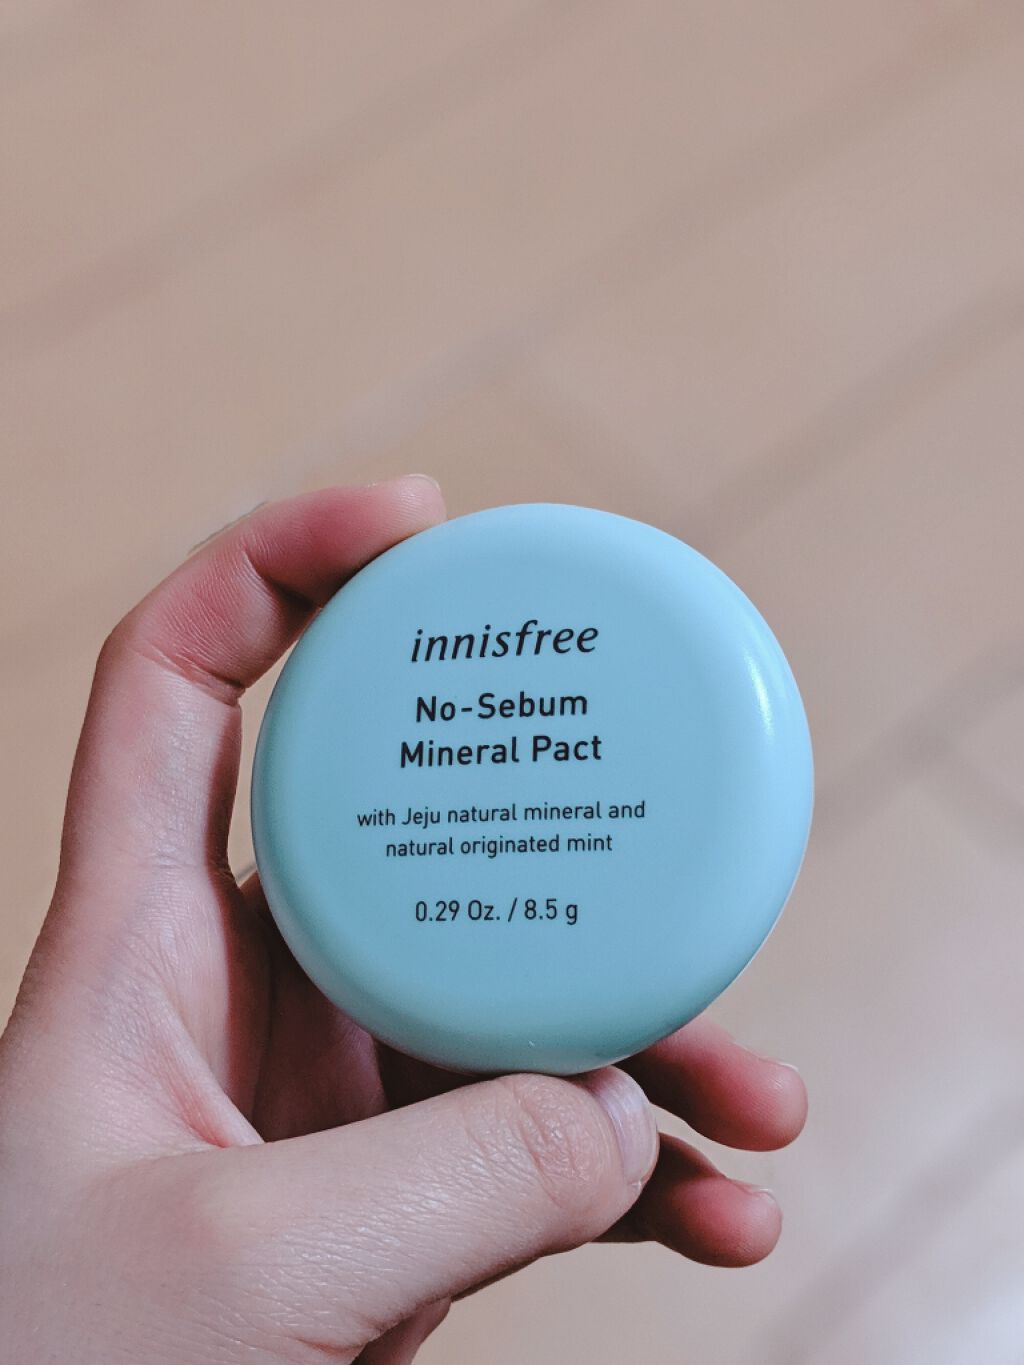 innisfree
No-Sebum
Mineral Pact
with Jeju natural mineral and
natural originated mint
0.29 Oz. / 8.5 g